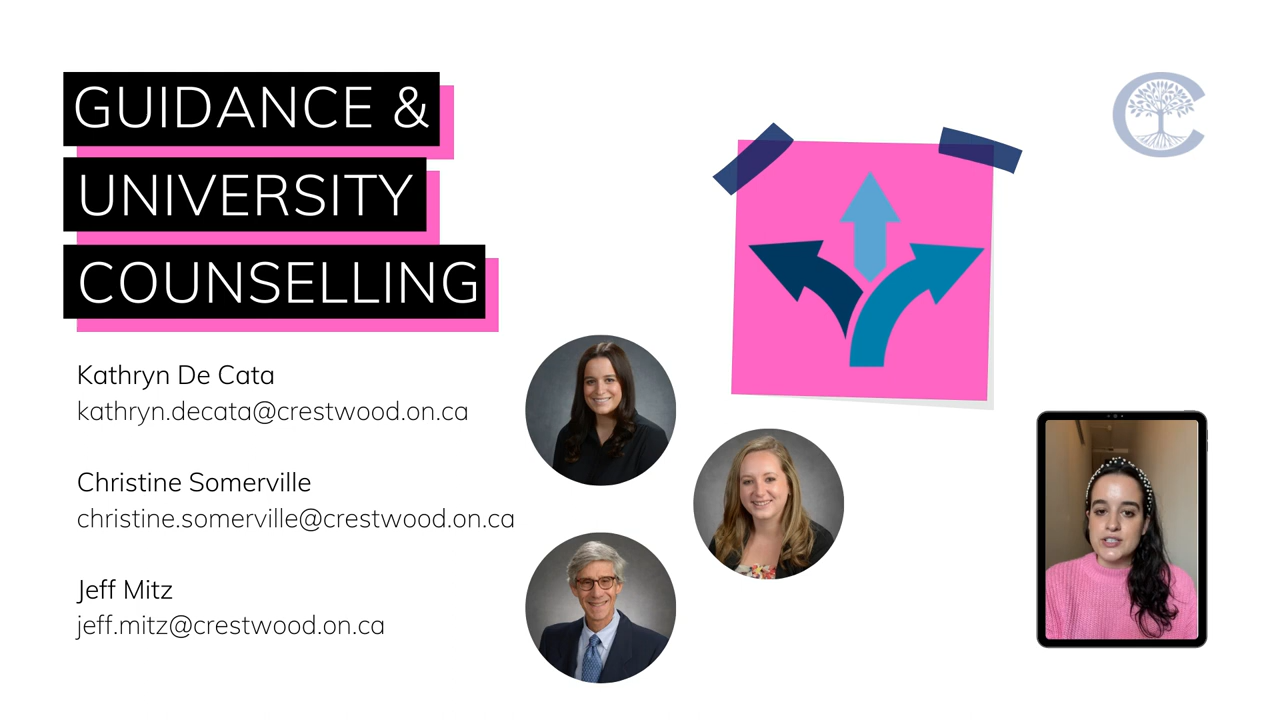 GUIDANCE &
UNIVERSITY
COUNSELLING
Kathryn De Cata
kathryn.decata@crestwood.on.ca
Christine Somerville
christine.somerville@crestwood.on.ca
Jeff Mitz
jeff.mitz@crestwood.on.ca